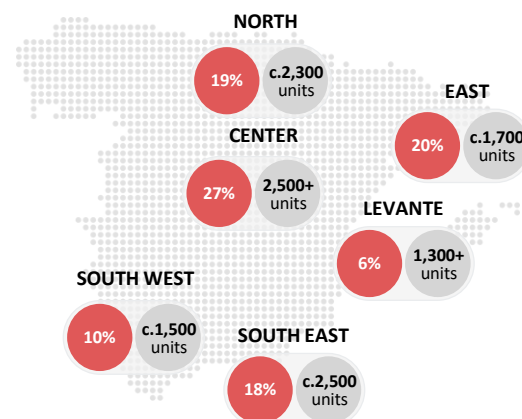 NORTH
19%
c.2,300
units
EAST
20%
c.1,700
units
CENTER
27%
2,500+
units
LEVANTE
6%
1,300+
units
SOUTH WEST
10%
c.1,500
units
SOUTH EAST
18%
c.2,500
units